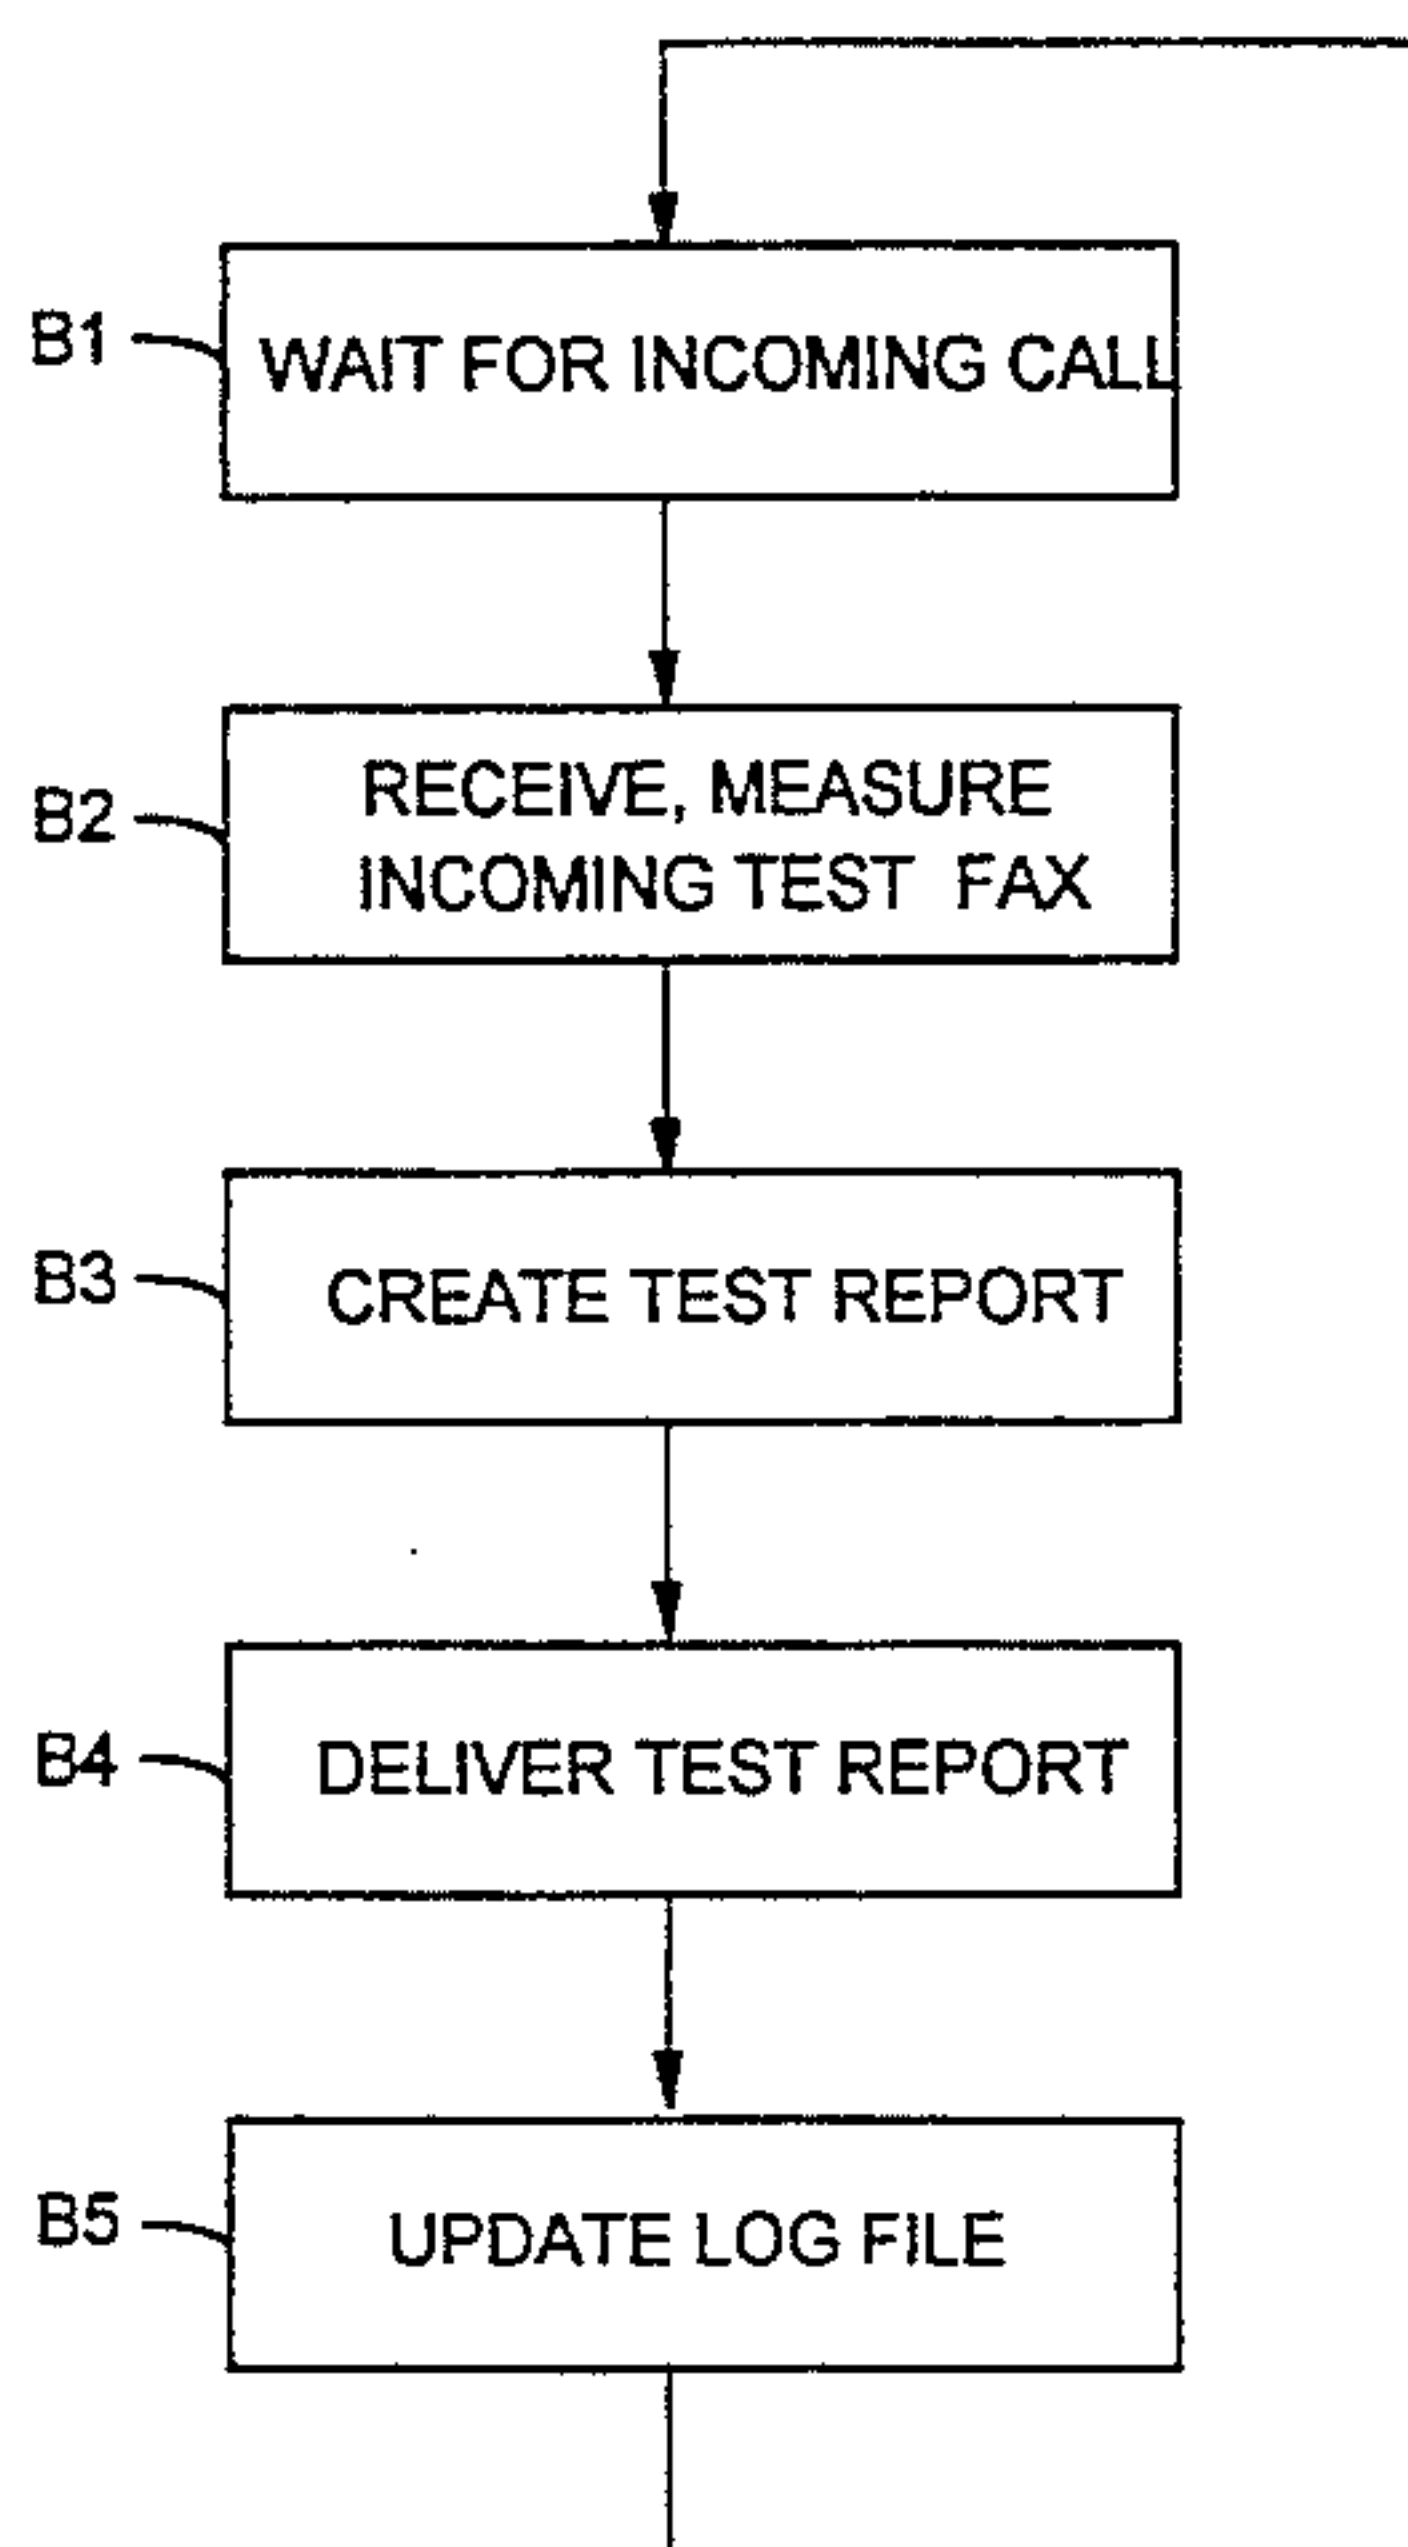 B1
WAIT FOR INCOMING CALL
B2
RECEIVE, MEASURE
INCOMING TEST FAX
B3
CREATE TEST REPORT
B4
DELIVER TEST REPORT
B5
UPDATE LOG FILE